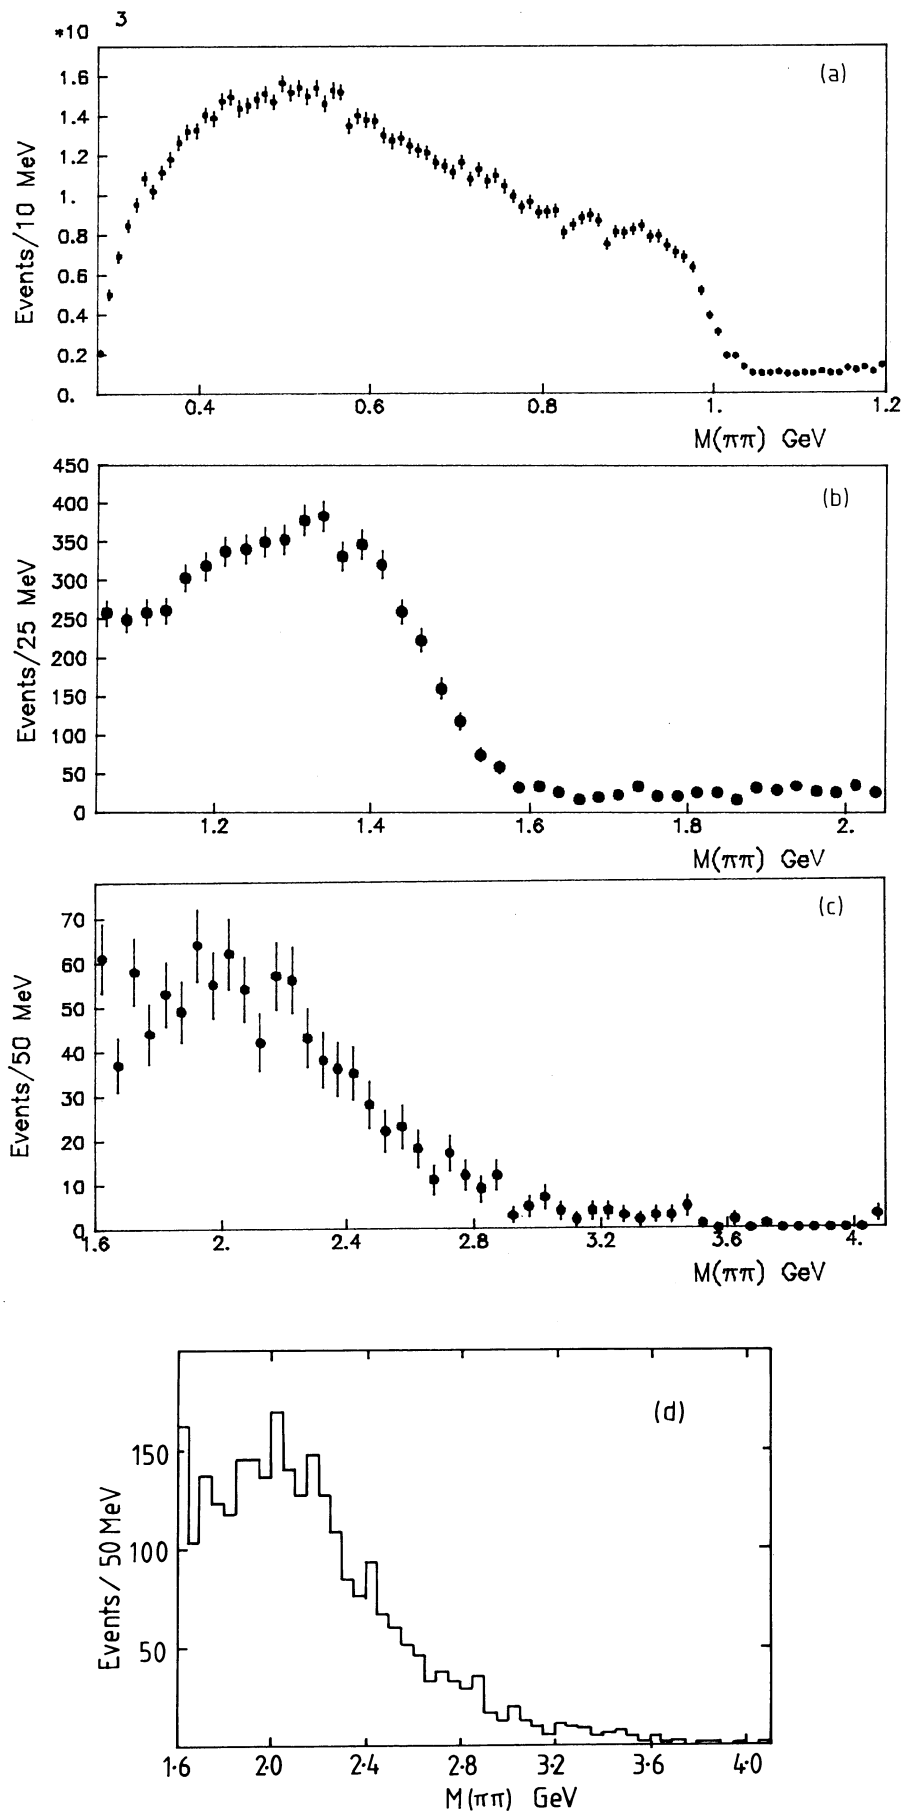 *10 3
(a)
1.6
1.4
1.2
1.
0.8
0.6
0.4
0.2
0.
Events/10 MeV
0.4 0.6 0.8 1. 1.2
M(ππ) GeV
(b)
450
400
350
300
250
200
150
100
50
0
Events/25 MeV
1.2 1.4 1.6 1.8 2.
M(ππ) GeV
(c)
70
60
50
40
30
20
10
0
Events/50 MeV
1.6 2. 2.4 2.8 3.2 3.6 4.
M(ππ) GeV
(d)
150
100
50
Events/ 50 MeV
1·6 2·0 2·4 2·8 3·2 3·6 4·0
M(ππ) GeV